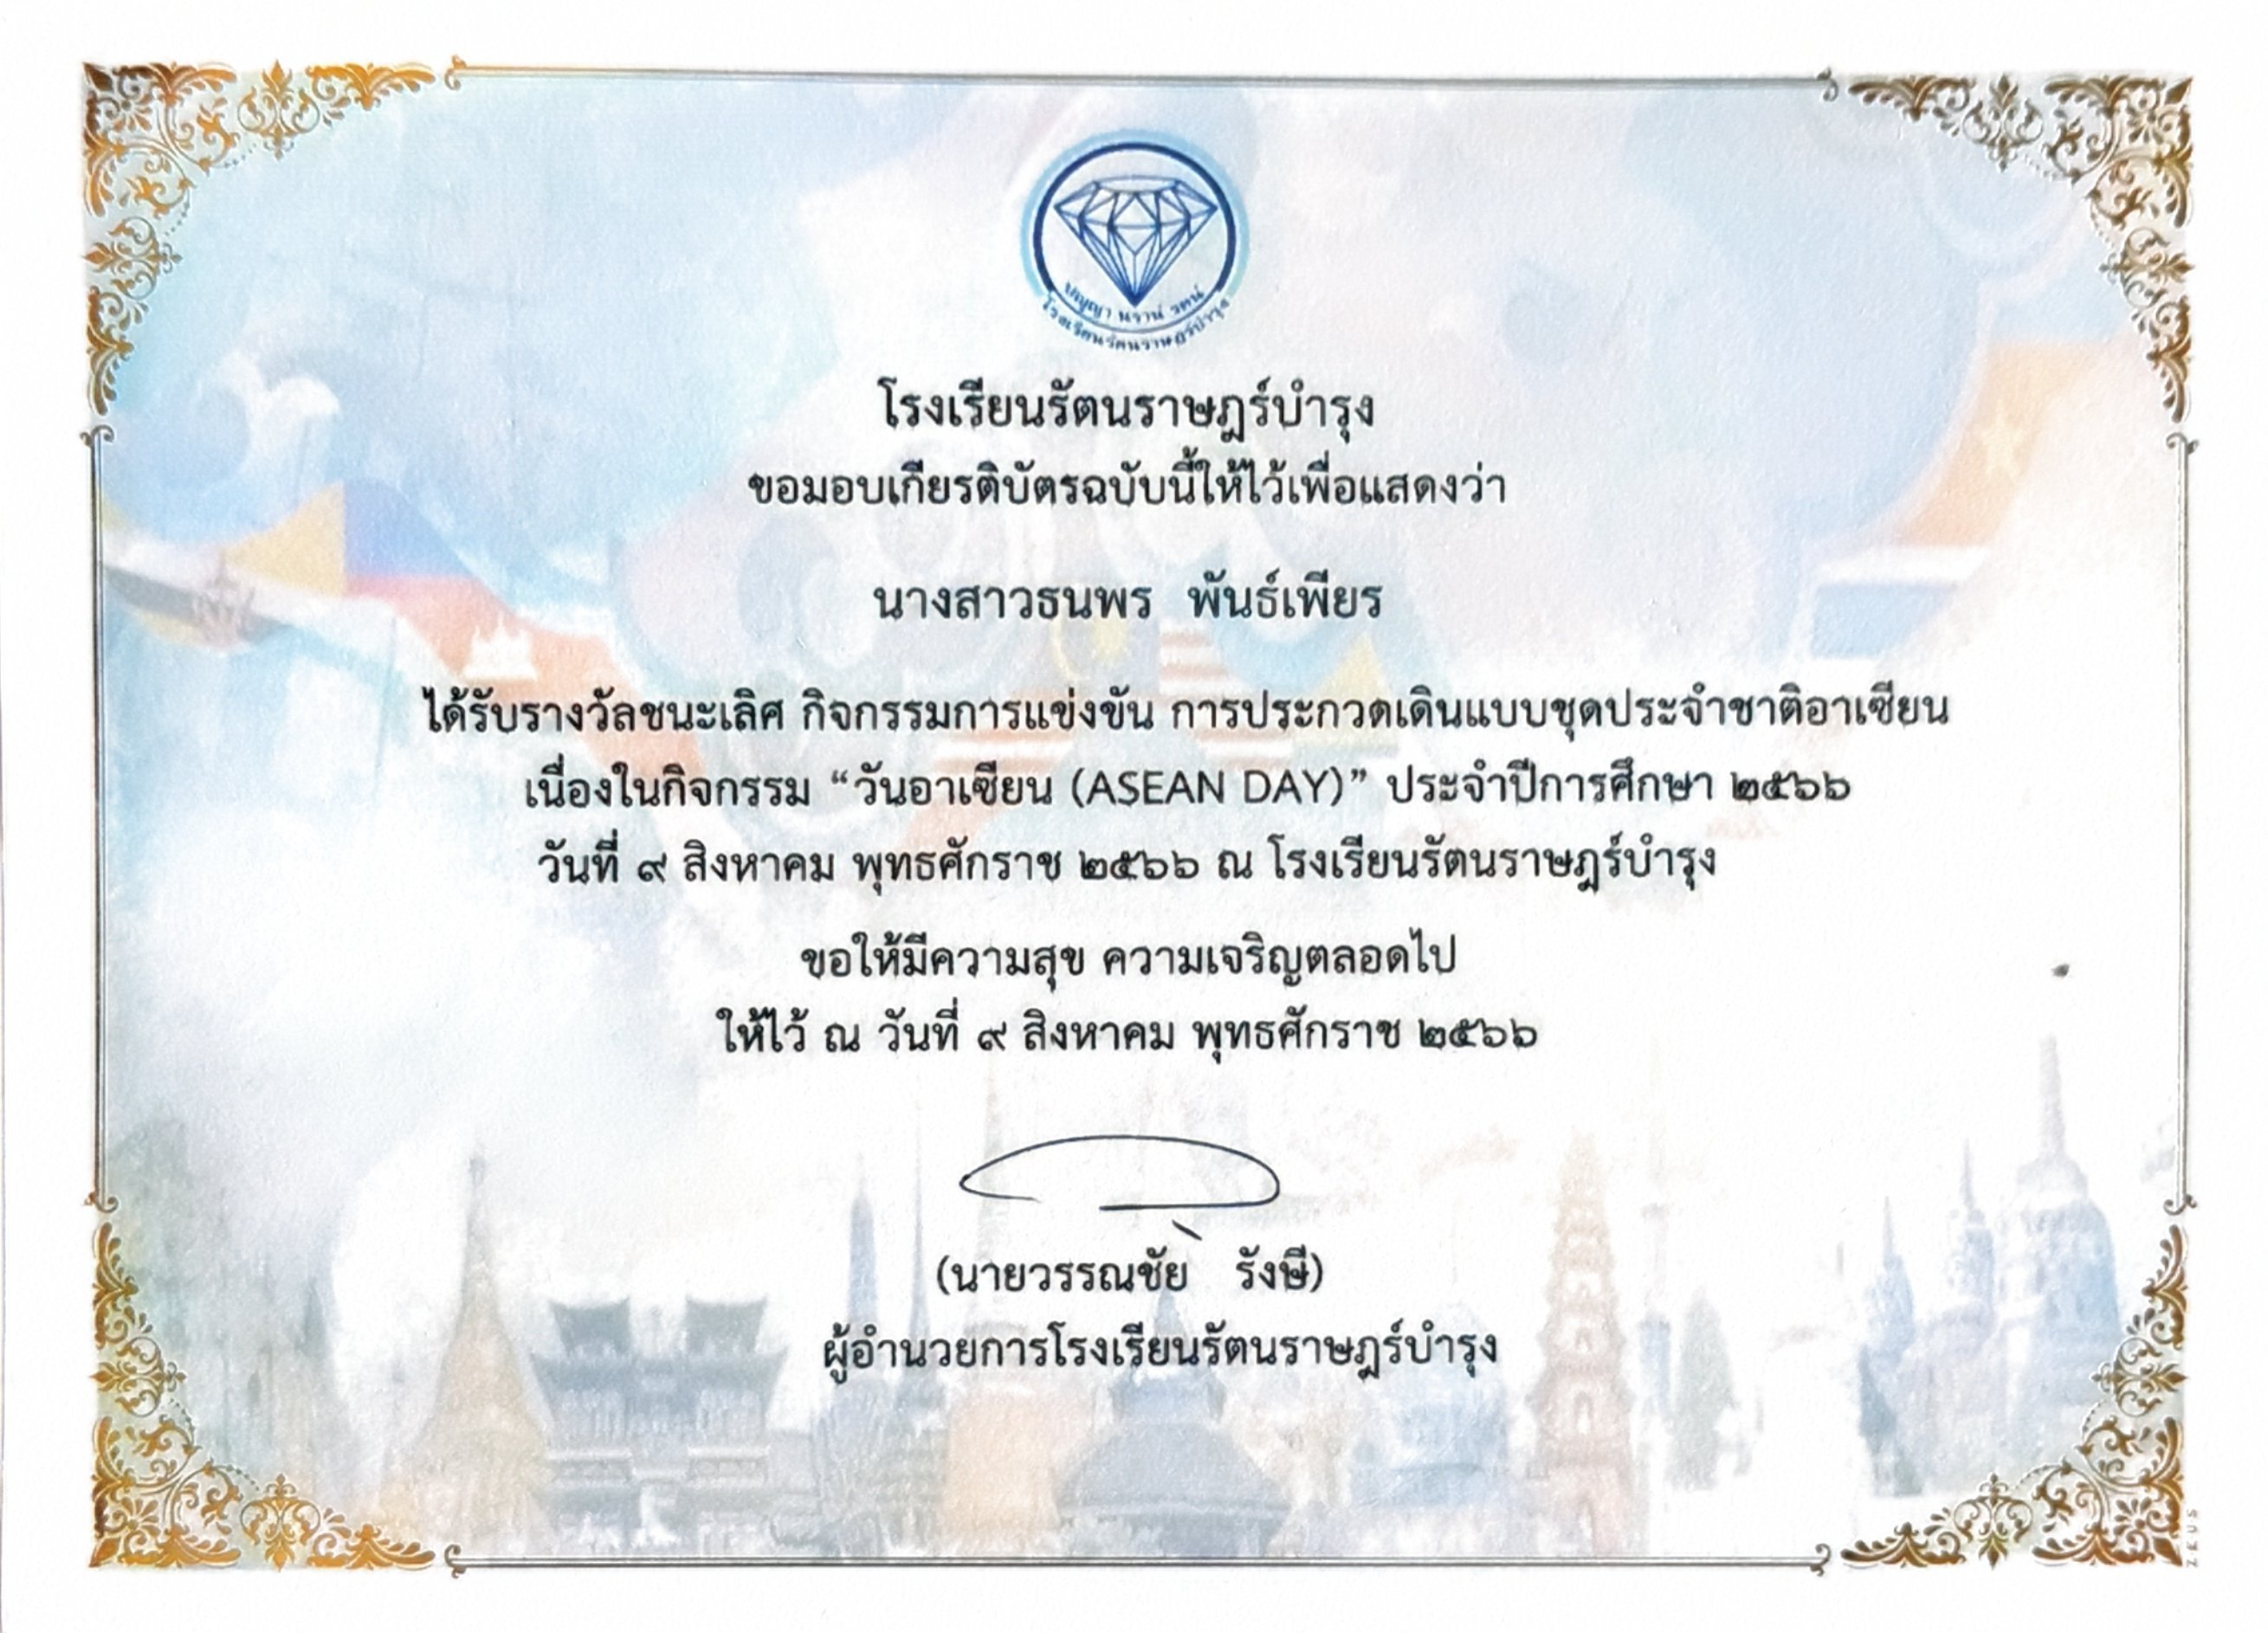 ปญฺญา นรานํ รตนํ
โรงเรียนรัตนราษฎร์บำรุง
โรงเรียนรัตนราษฎร์บำรุง
ขอมอบเกียรติบัตรฉบับนี้ให้ไว้เพื่อแสดงว่า
นางสาวธนพร พันธ์เพียร
ได้รับรางวัลชนะเลิศ กิจกรรมการแข่งขัน การประกวดเดินแบบชุดประจำชาติอาเซียน
เนื่องในกิจกรรม “วันอาเซียน (ASEAN DAY)” ประจำปีการศึกษา ๒๕๖๖
วันที่ ๙ สิงหาคม พุทธศักราช ๒๕๖๖ ณ โรงเรียนรัตนราษฎร์บำรุง
ขอให้มีความสุข ความเจริญตลอดไป
ให้ไว้ ณ วันที่ ๙ สิงหาคม พุทธศักราช ๒๕๖๖
(นายวรรณชัย รังษี)
ผู้อำนวยการโรงเรียนรัตนราษฎร์บำรุง
ZEUS